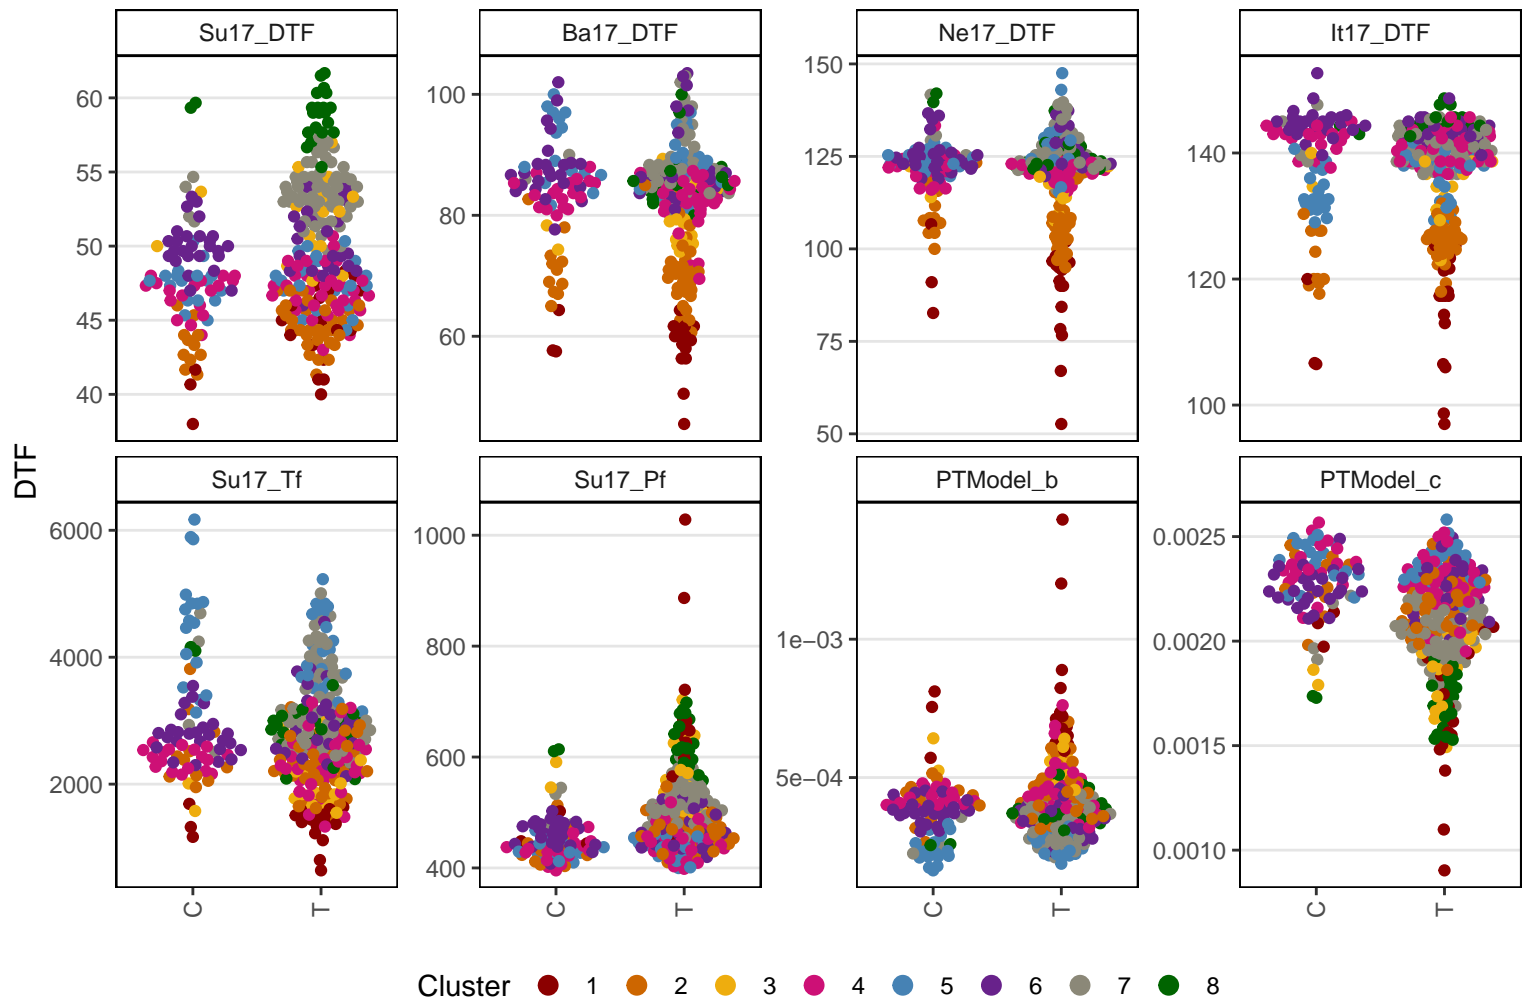 Su17_DTF Ba17_DTF Ne17_DTF It17_DTF
60 55 50 45 40
100 80 60
150 125 100 75 50
140 120 100
DTF
Su17_Tf Su17_Pf PTModel_b PTModel_c
6000 4000 2000
1000 800 600 400
1e−03 5e−04
0.0025 0.0020 0.0015 0.0010
C T C T C T C T
Cluster 1 2 3 4 5 6 7 8